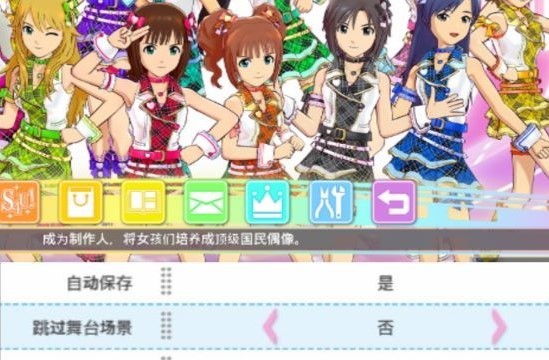 成为制作人，将女孩们培养成顶级国民偶像。
自动保存 是
跳过舞台场景 否